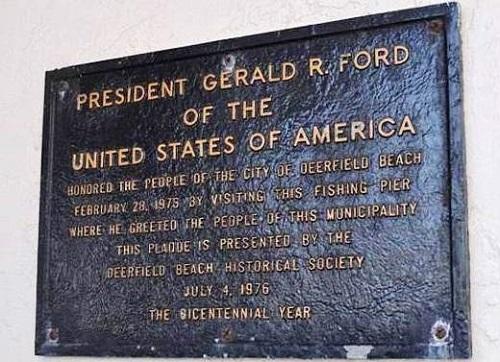 PRESIDENT GERALD R. FORD
OF THE
UNITED STATES OF AMERICA
HONORED THE PEOPLE OF THE CITY OF DEERFIELD BEACH
FEBRUARY 28, 1976 BY VISITING THIS FISHING PIER
WHERE HE GREETED THE PEOPLE OF THIS MUNICIPALITY
THIS PLAQUE IS PRESENTED BY THE
DEERFIELD BEACH HISTORICAL SOCIETY
JULY 4, 1976
THE BICENTENNIAL YEAR